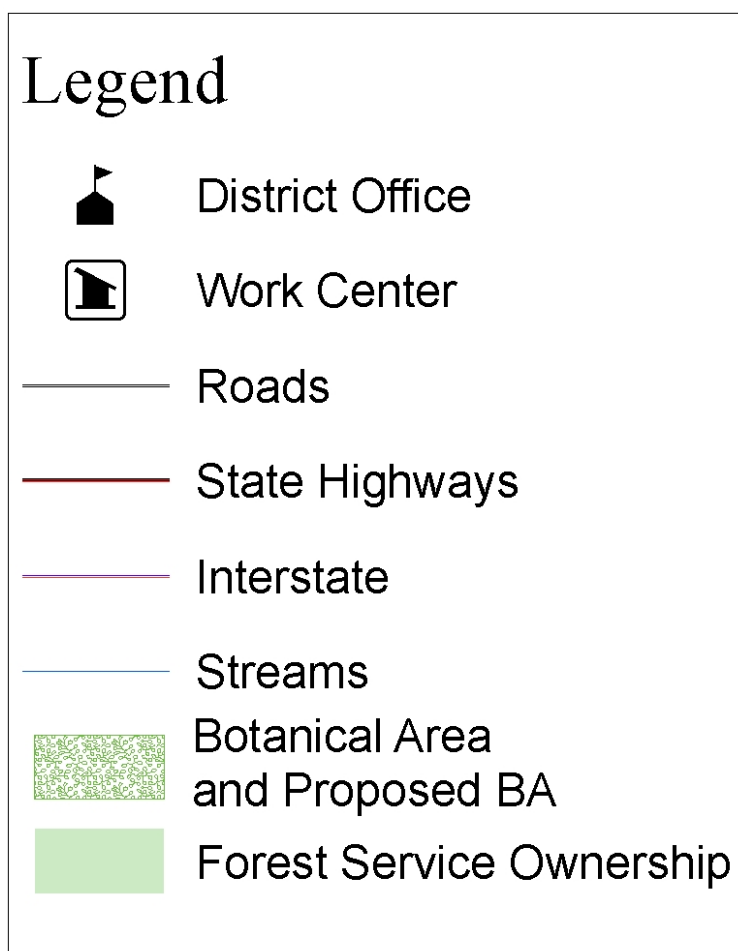 Legend
District Office
Work Center
Roads
State Highways
Interstate
Streams
Botanical Area
and Proposed BA
Forest Service Ownership